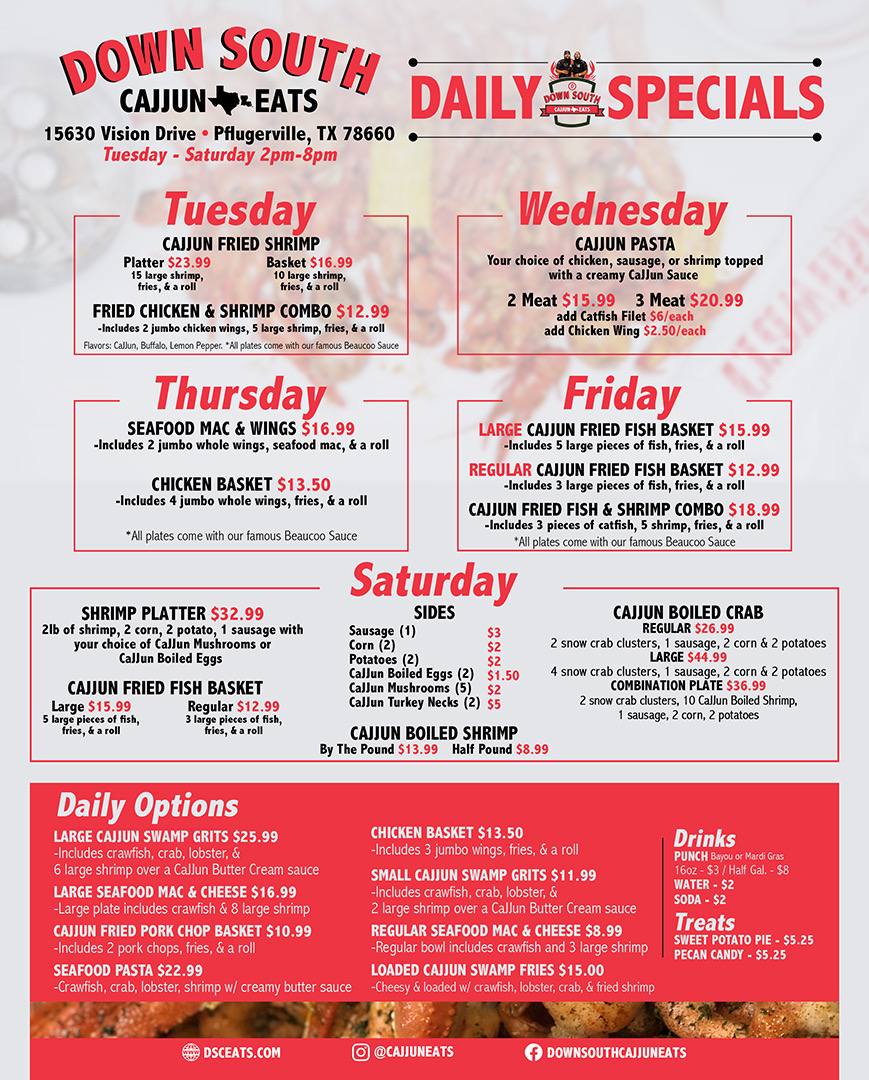 DOWN SOUTH
CAJJUN EATS
15630 Vision Drive • Pflugerville, TX 78660
Tuesday - Saturday 2pm-8pm
DAILY SPECIALS
DOWN SOUTH
CAJJUN EATS
Tuesday
CAJJUN FRIED SHRIMP
Platter $23.99
15 large shrimp,
fries, & a roll
Basket $16.99
10 large shrimp,
fries, & a roll
FRIED CHICKEN & SHRIMP COMBO $12.99
-Includes 2 jumbo chicken wings, 5 large shrimp, fries, & a roll
Flavors: CaJJun, Buffalo, Lemon Pepper. *All plates come with our famous Beaucoo Sauce
Wednesday
CAJJUN PASTA
Your choice of chicken, sausage, or shrimp topped
with a creamy CaJJun Sauce
2 Meat $15.99 3 Meat $20.99
add Catfish Filet $6/each
add Chicken Wing $2.50/each
Thursday
SEAFOOD MAC & WINGS $16.99
-Includes 2 jumbo whole wings, seafood mac, & a roll
CHICKEN BASKET $13.50
-Includes 4 jumbo whole wings, fries, & a roll
*All plates come with our famous Beaucoo Sauce
Friday
LARGE CAJJUN FRIED FISH BASKET $15.99
-Includes 5 large pieces of fish, fries, & a roll
REGULAR CAJJUN FRIED FISH BASKET $12.99
-Includes 3 large pieces of fish, fries, & a roll
CAJJUN FRIED FISH & SHRIMP COMBO $18.99
-Includes 3 pieces of catfish, 5 shrimp, fries, & a roll
*All plates come with our famous Beaucoo Sauce
Saturday
SHRIMP PLATTER $32.99
2lb of shrimp, 2 corn, 2 potato, 1 sausage with
your choice of CaJJun Mushrooms or
CaJJun Boiled Eggs
CAJJUN FRIED FISH BASKET
Large $15.99
5 large pieces of fish,
fries, & a roll
Regular $12.99
3 large pieces of fish,
fries, & a roll
SIDES
Sausage (1) $3
Corn (2) $2
Potatoes (2) $2
CaJJun Boiled Eggs (2) $1.50
CaJJun Mushrooms (5) $2
CaJJun Turkey Necks (2) $5
CAJJUN BOILED SHRIMP
By The Pound $13.99 Half Pound $8.99
CAJJUN BOILED CRAB
REGULAR $26.99
2 snow crab clusters, 1 sausage, 2 corn & 2 potatoes
LARGE $44.99
4 snow crab clusters, 1 sausage, 2 corn & 2 potatoes
COMBINATION PLATE $36.99
2 snow crab clusters, 10 CaJJun Boiled Shrimp,
1 sausage, 2 corn, 2 potatoes
Daily Options
LARGE CAJJUN SWAMP GRITS $25.99
-Includes crawfish, crab, lobster, &
6 large shrimp over a CaJJun Butter Cream sauce
LARGE SEAFOOD MAC & CHEESE $16.99
-Large plate includes crawfish & 8 large shrimp
CAJJUN FRIED PORK CHOP BASKET $10.99
-Includes 2 pork chops, fries, & a roll
SEAFOOD PASTA $22.99
-Crawfish, crab, lobster, shrimp w/ creamy butter sauce
CHICKEN BASKET $13.50
-Includes 3 jumbo wings, fries, & a roll
SMALL CAJJUN SWAMP GRITS $11.99
-Includes crawfish, crab, lobster, &
2 large shrimp over a CaJJun Butter Cream sauce
REGULAR SEAFOOD MAC & CHEESE $8.99
-Regular bowl includes crawfish and 3 large shrimp
LOADED CAJJUN SWAMP FRIES $15.00
-Cheesy & loaded w/ crawfish, lobster, crab, & fried shrimp
Drinks
PUNCH Bayou or Mardi Gras
16oz - $3 / Half Gal. - $8
WATER - $2
SODA - $2
Treats
SWEET POTATO PIE - $5.25
PECAN CANDY - $5.25
DSCEATS.COM
@CAJJUNEATS
DOWNSOUTHCAJJUNEATS